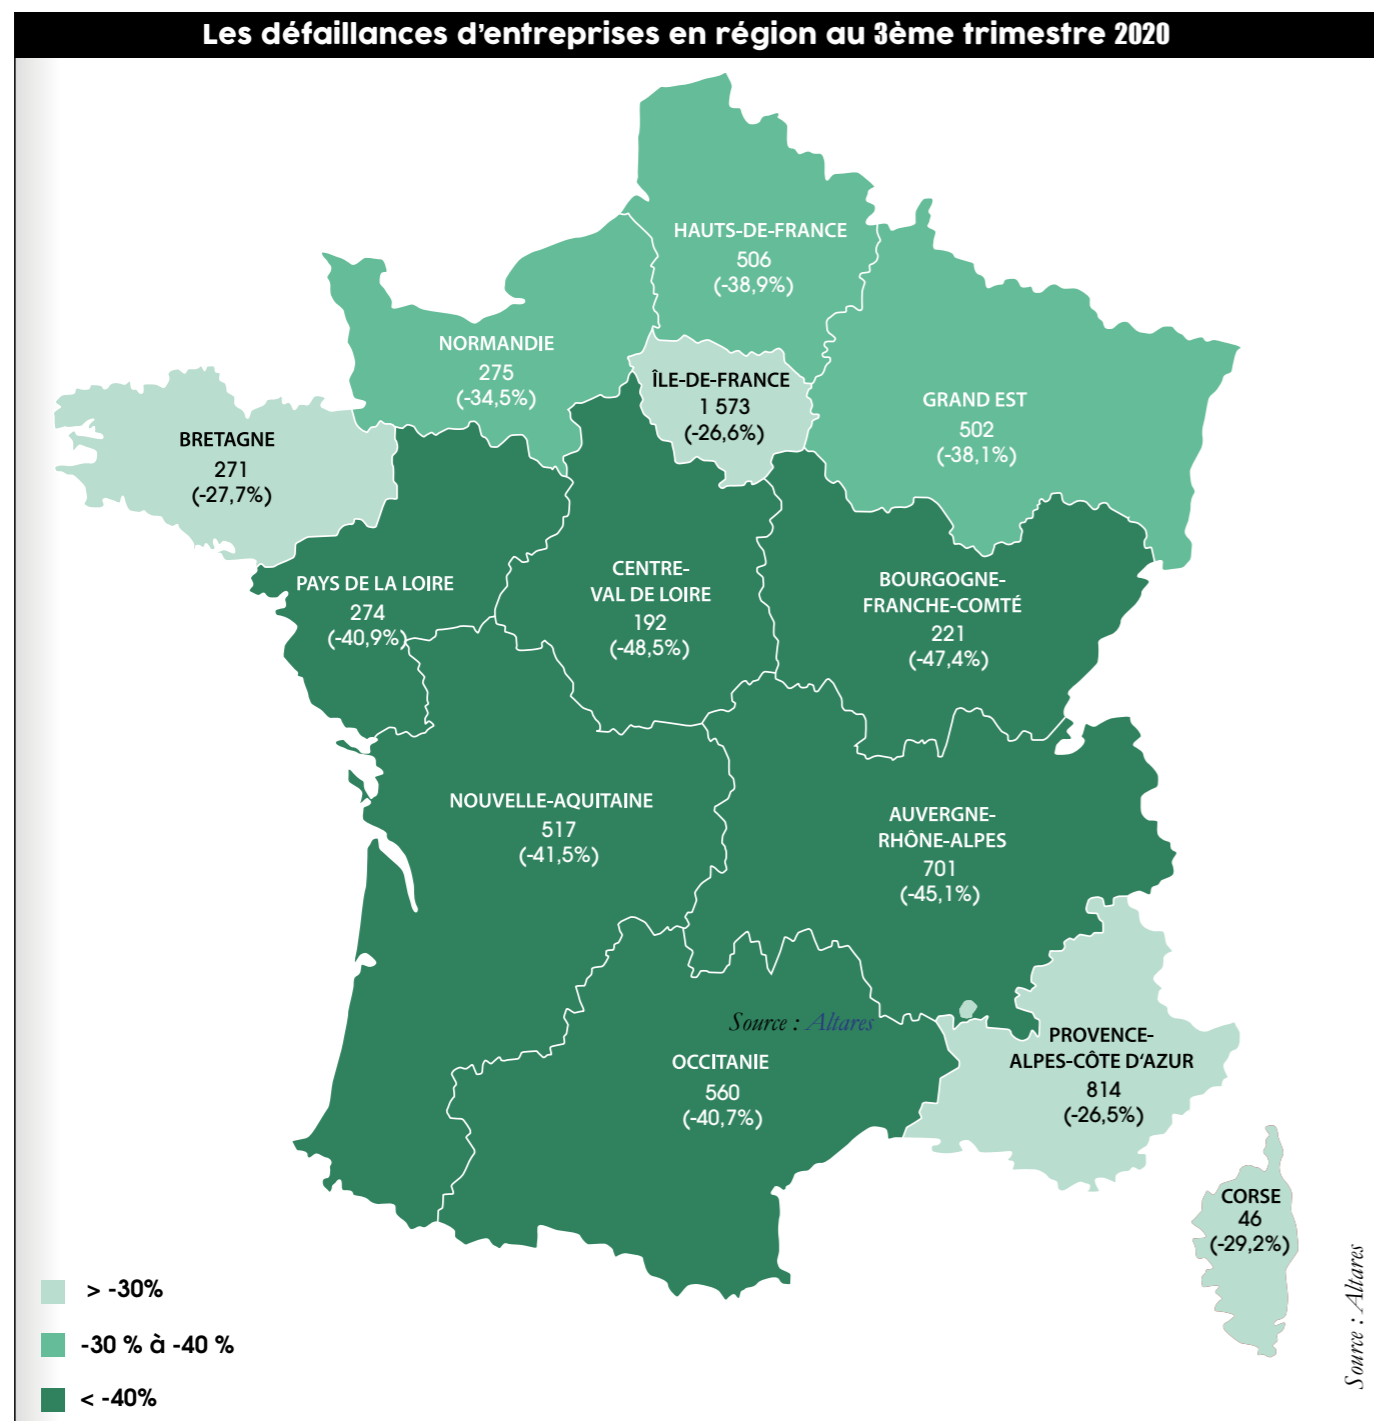 Les défaillances d'entreprises en région au 3ème trimestre 2020
HAUTS-DE-FRANCE
506
(-38,9%)
NORMANDIE
275
(-34,5%)
ÎLE-DE-FRANCE
1 573
(-26,6%)
GRAND EST
502
(-38,1%)
BRETAGNE
271
(-27,7%)
PAYS DE LA LOIRE
274
(-40,9%)
CENTRE-
VAL DE LOIRE
192
(-48,5%)
BOURGOGNE-
FRANCHE-COMTÉ
221
(-47,4%)
NOUVELLE-AQUITAINE
517
(-41,5%)
AUVERGNE-
RHÔNE-ALPES
701
(-45,1%)
Source : Altares
OCCITANIE
560
(-40,7%)
PROVENCE-
ALPES-CÔTE D'AZUR
814
(-26,5%)
CORSE
46
(-29,2%)
> -30%
-30 % à -40 %
< -40%
Source : Altares